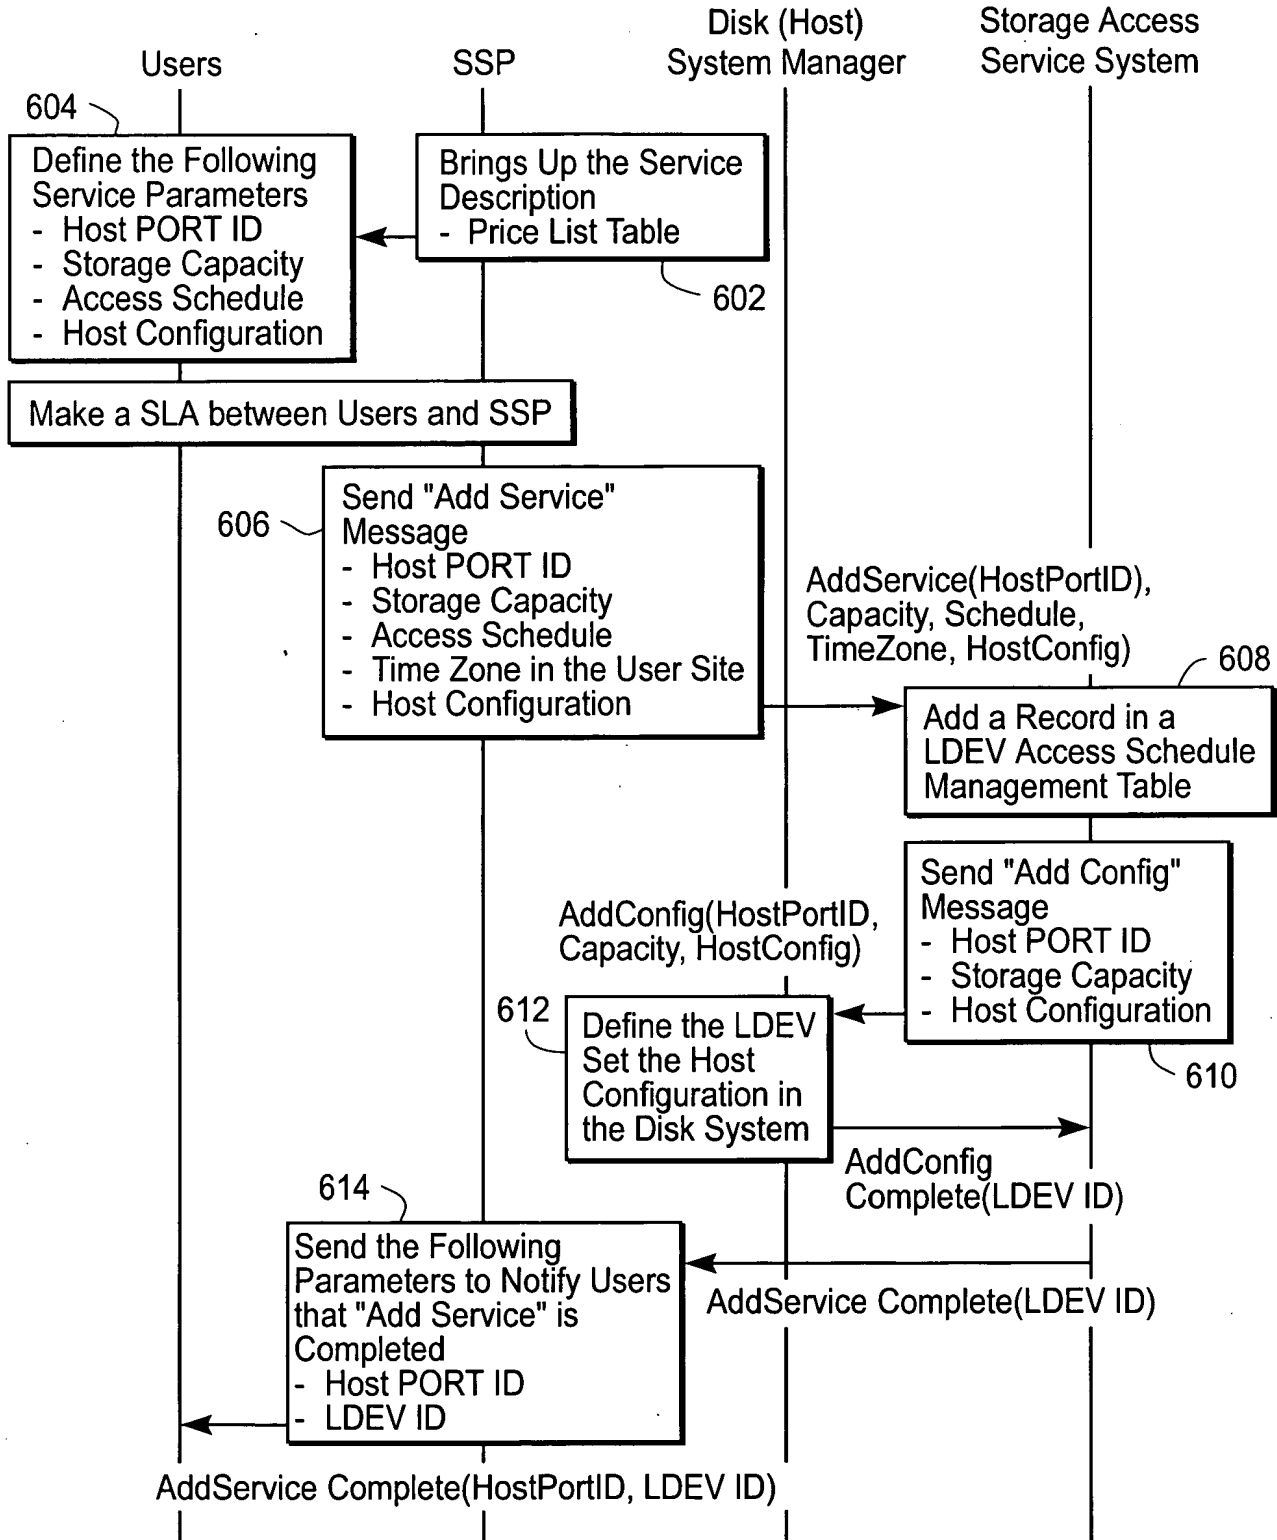 Users
SSP
Disk (Host)
System Manager
Storage Access
Service System
604
Define the Following
Service Parameters
- Host PORT ID
- Storage Capacity
- Access Schedule
- Host Configuration
Brings Up the Service
Description
- Price List Table
602
Make a SLA between Users and SSP
606
Send "Add Service"
Message
- Host PORT ID
- Storage Capacity
- Access Schedule
- Time Zone in the User Site
- Host Configuration
AddService(HostPortID),
Capacity, Schedule,
TimeZone, HostConfig)
608
Add a Record in a
LDEV Access Schedule
Management Table
Send "Add Config"
Message
- Host PORT ID
- Storage Capacity
- Host Configuration
610
AddConfig(HostPortID,
Capacity, HostConfig)
612
Define the LDEV
Set the Host
Configuration in
the Disk System
AddConfig
Complete(LDEV ID)
614
Send the Following
Parameters to Notify Users
that "Add Service" is
Completed
- Host PORT ID
- LDEV ID
AddService Complete(LDEV ID)
AddService Complete(HostPortID, LDEV ID)